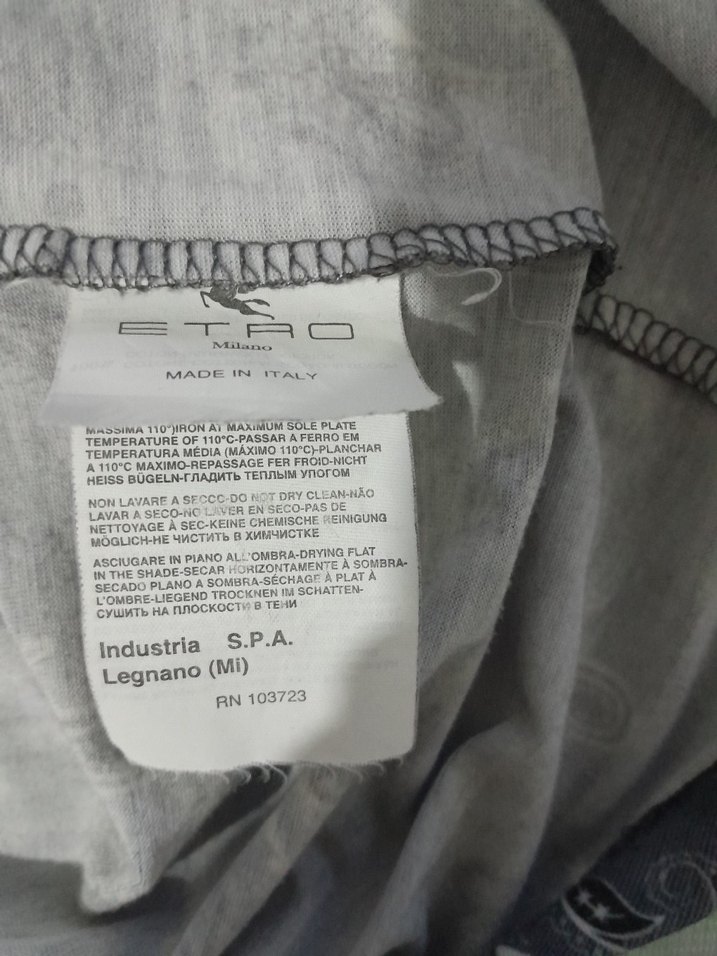 ETRO
Milano
MADE IN ITALY
MASSIMA 110°)IRON AT MAXIMUM SOLE PLATE
TEMPERATURE OF 110°C-PASSAR A FERRO EM
TEMPERATURA MÉDIA (MÁXIMO 110°C)-PLANCHAR
A 110°C MAXIMO-REPASSAGE FER FROID-NICHT
HEISS BÜGELN-ГЛАДИТЬ ТЕПЛЫМ УПОГОМ
NON LAVARE A SECCC-DO NOT DRY CLEAN-NÃO
LAVAR A SECO-NO LAVER EN SECO-PAS DE
NETTOYAGE À SEC-KEINE CHEMISCHE REINIGUNG
MÖGLICH-НЕ ЧИСТИТЬ В ХИМЧИСТКЕ
ASCIUGARE IN PIANO ALL'OMBRA-DRYING FLAT
IN THE SHADE-SECAR HORIZONTAMENTE À SOMBRA-
SECADO PLANO A SOMBRA-SÉCHAGE À PLAT À
L'OMBRE-LIEGEND TROCKNEN IM SCHATTEN-
СУШИТЬ НА ПЛОСКОСТИ В ТЕНИ
Industria S.P.A.
Legnano (Mi)
RN 103723